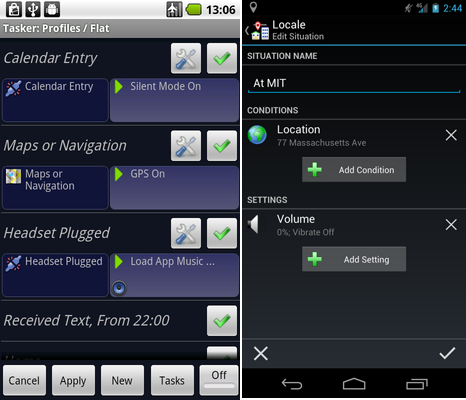 13:06
Tasker: Profiles / Flat
Calendar Entry
Calendar Entry
Silent Mode On
Maps or Navigation
Maps or
Navigation
GPS On
Headset Plugged
Headset Plugged
Load App Music ...
Received Text, From 22:00
Cancel
Apply
New
Tasks
Off
4G
2:44
Locale
Edit Situation
SITUATION NAME
At MIT
CONDITIONS
Location
77 Massachusetts Ave
Add Condition
SETTINGS
Volume
0%; Vibrate Off
Add Setting